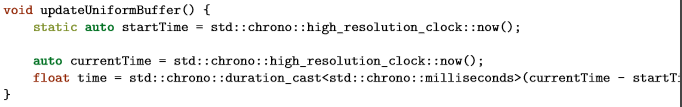 void updateUniformBuffer() {
    static auto startTime = std::chrono::high_resolution_clock::now();

    auto currentTime = std::chrono::high_resolution_clock::now();
    float time = std::chrono::duration_cast<std::chrono::milliseconds>(currentTime - startTi
}